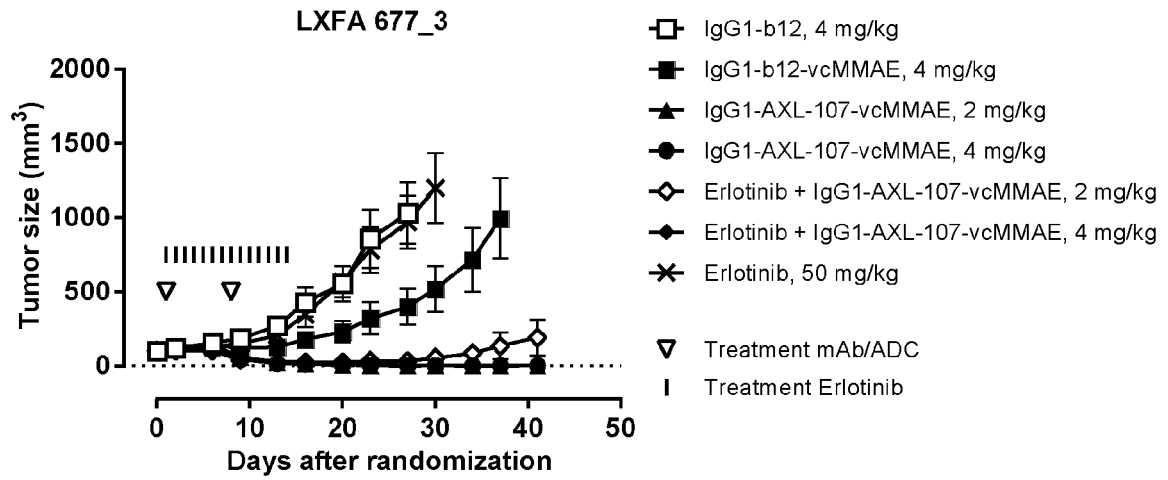 LXFA 677_3
Tumor size (mm3)
2000
1500
1000
500
0
0 10 20 30 40 50
Days after randomization
IgG1-b12, 4 mg/kg
IgG1-b12-vcMMAE, 4 mg/kg
IgG1-AXL-107-vcMMAE, 2 mg/kg
IgG1-AXL-107-vcMMAE, 4 mg/kg
Erlotinib + IgG1-AXL-107-vcMMAE, 2 mg/kg
Erlotinib + IgG1-AXL-107-vcMMAE, 4 mg/kg
Erlotinib, 50 mg/kg
Treatment mAb/ADC
Treatment Erlotinib